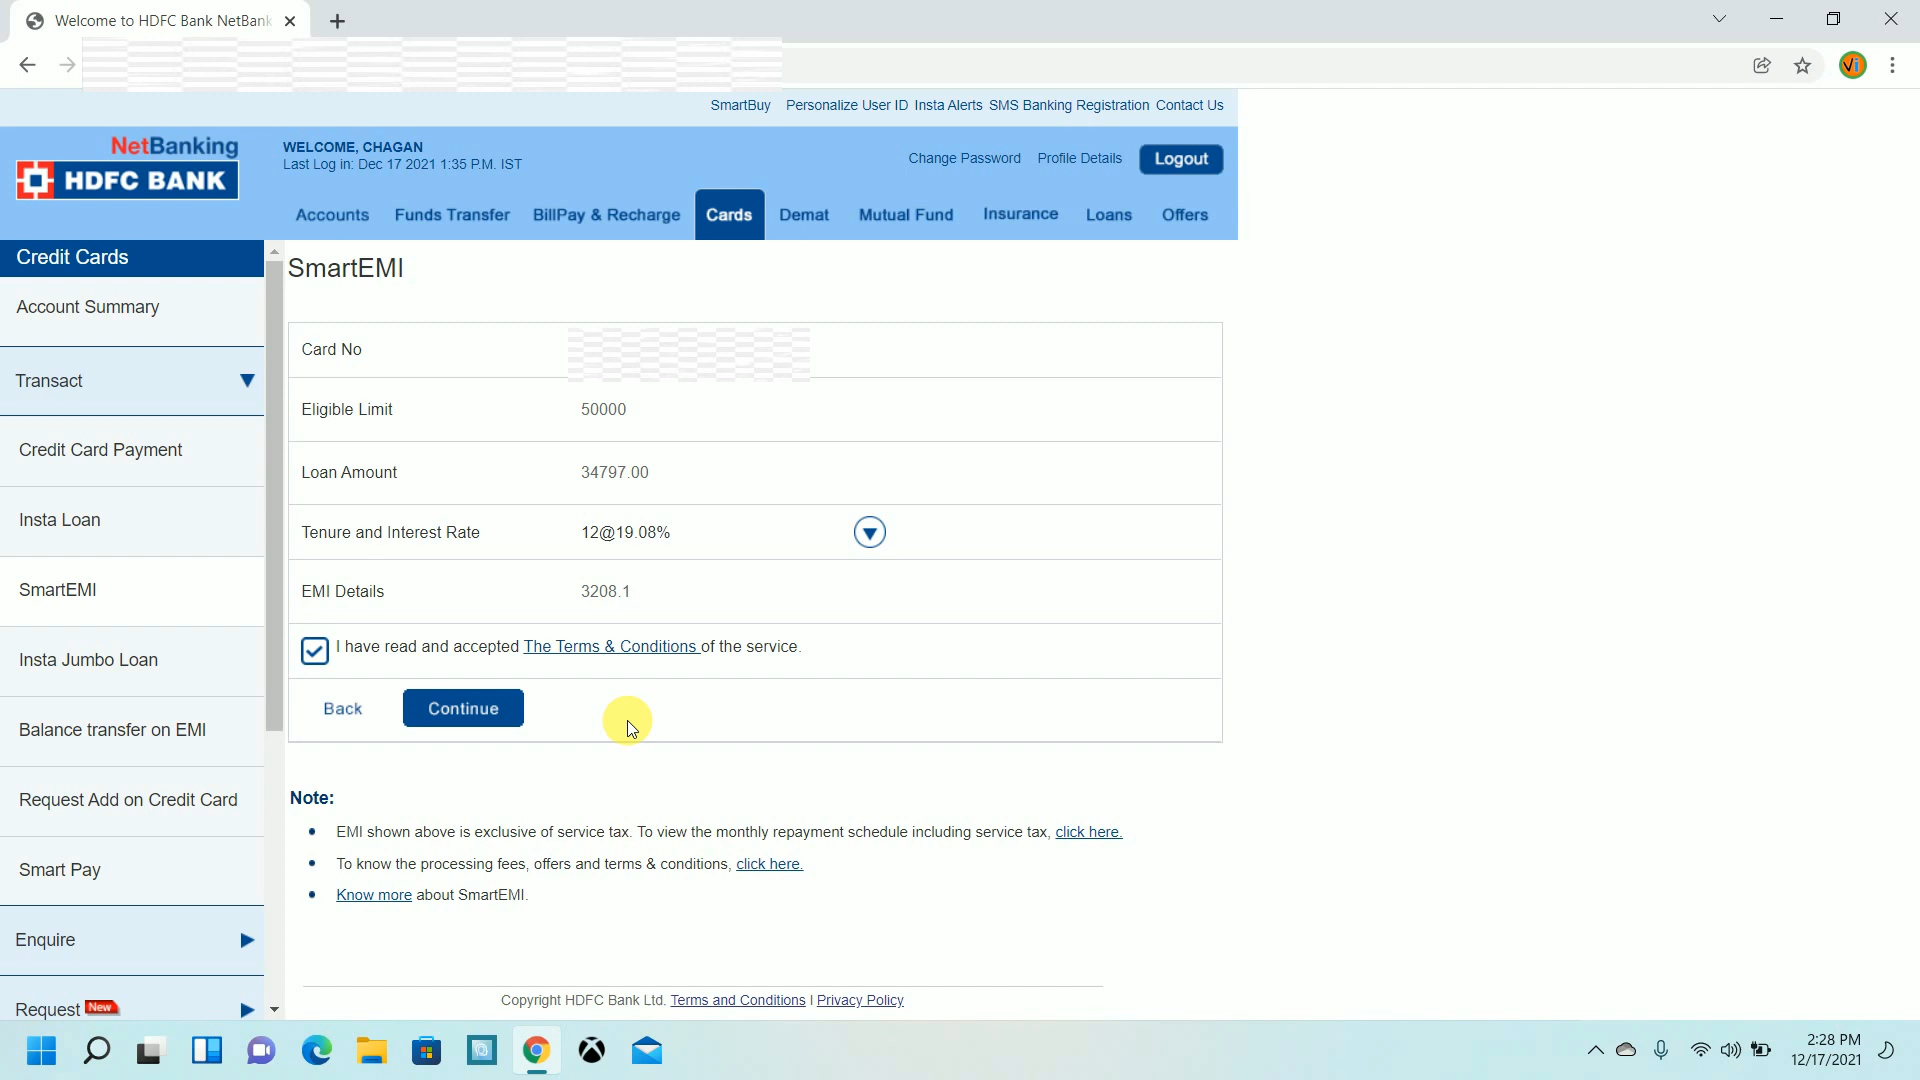 Welcome to HDFC Bank NetBank
SmartBuy Personalize User ID Insta Alerts SMS Banking Registration Contact Us
NetBanking
HDFC BANK
WELCOME, CHAGAN
Last Log in: Dec 17 2021 1:35 P.M. IST
Change Password Profile Details Logout
Accounts Funds Transfer BillPay & Recharge Cards Demat Mutual Fund Insurance Loans Offers
Credit Cards
Account Summary
Transact
Credit Card Payment
Insta Loan
SmartEMI
Insta Jumbo Loan
Balance transfer on EMI
Request Add on Credit Card
Smart Pay
Enquire
Request New
SmartEMI
Card No
Eligible Limit 50000
Loan Amount 34797.00
Tenure and Interest Rate 12@19.08%
EMI Details 3208.1
I have read and accepted The Terms & Conditions of the service.
Back Continue
Note:
• EMI shown above is exclusive of service tax. To view the monthly repayment schedule including service tax, click here.
• To know the processing fees, offers and terms & conditions, click here.
• Know more about SmartEMI.
Copyright HDFC Bank Ltd. Terms and Conditions | Privacy Policy
2:28 PM
12/17/2021